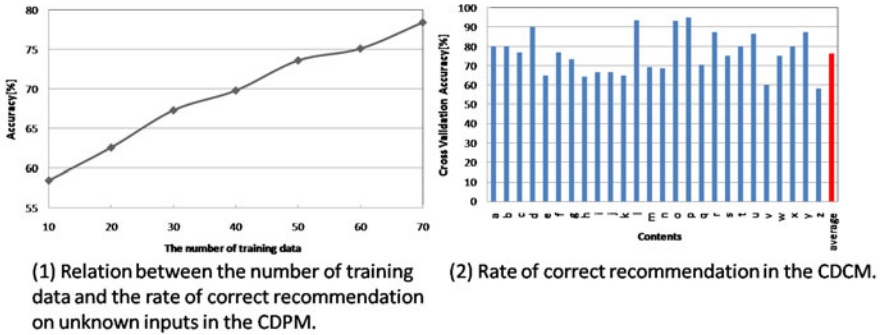 80
75
70
65
60
55
Accuracy[%]
10 20 30 40 50 60 70
The number of training data
(1) Relation between the number of training
data and the rate of correct recommendation
on unknown inputs in the CDPM.
100
90
80
70
60
50
40
30
20
10
0
Cross Validation Accuracy[%]
a b c d e f g h i j k l m n o p q r s t u v w x y z average
Contents
(2) Rate of correct recommendation in the CDCM.